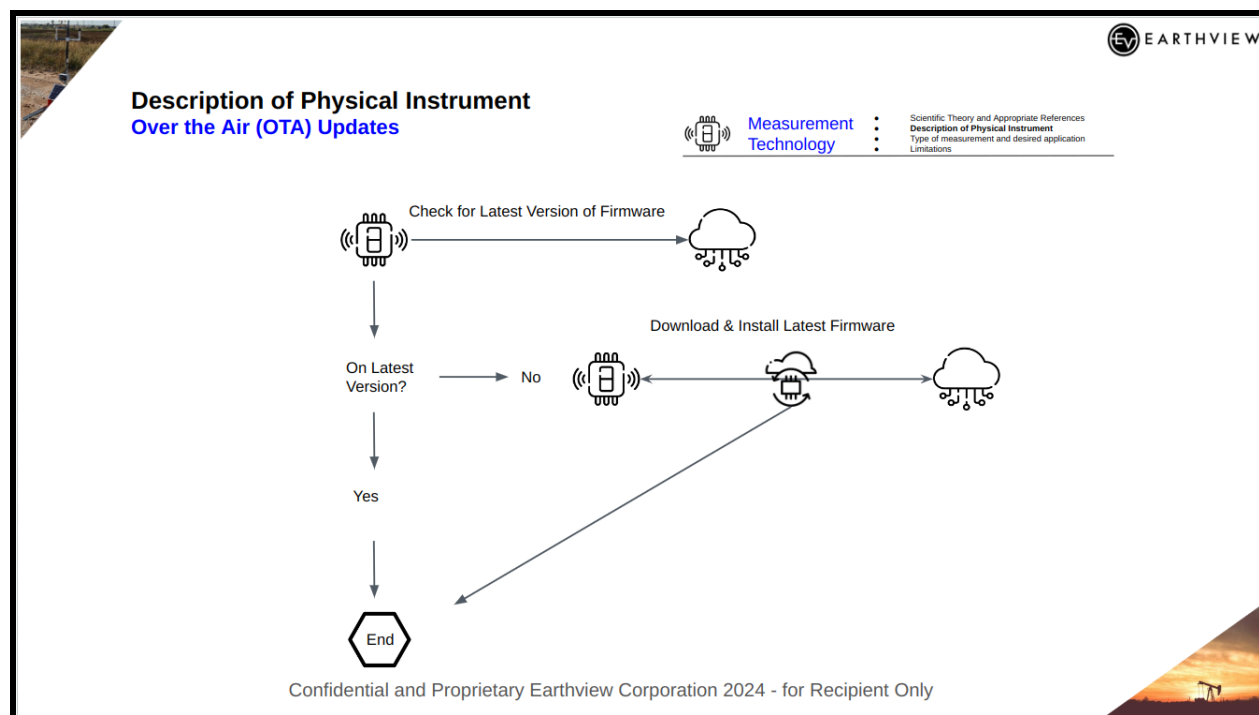 EV EARTHVIEW
Description of Physical Instrument
Over the Air (OTA) Updates
Measurement
Technology
• Scientific Theory and Appropriate References
• Description of Physical Instrument
• Type of measurement and desired application
• Limitations
Check for Latest Version of Firmware
Download & Install Latest Firmware
On Latest
Version?
No
Yes
End
Confidential and Proprietary Earthview Corporation 2024 - for Recipient Only